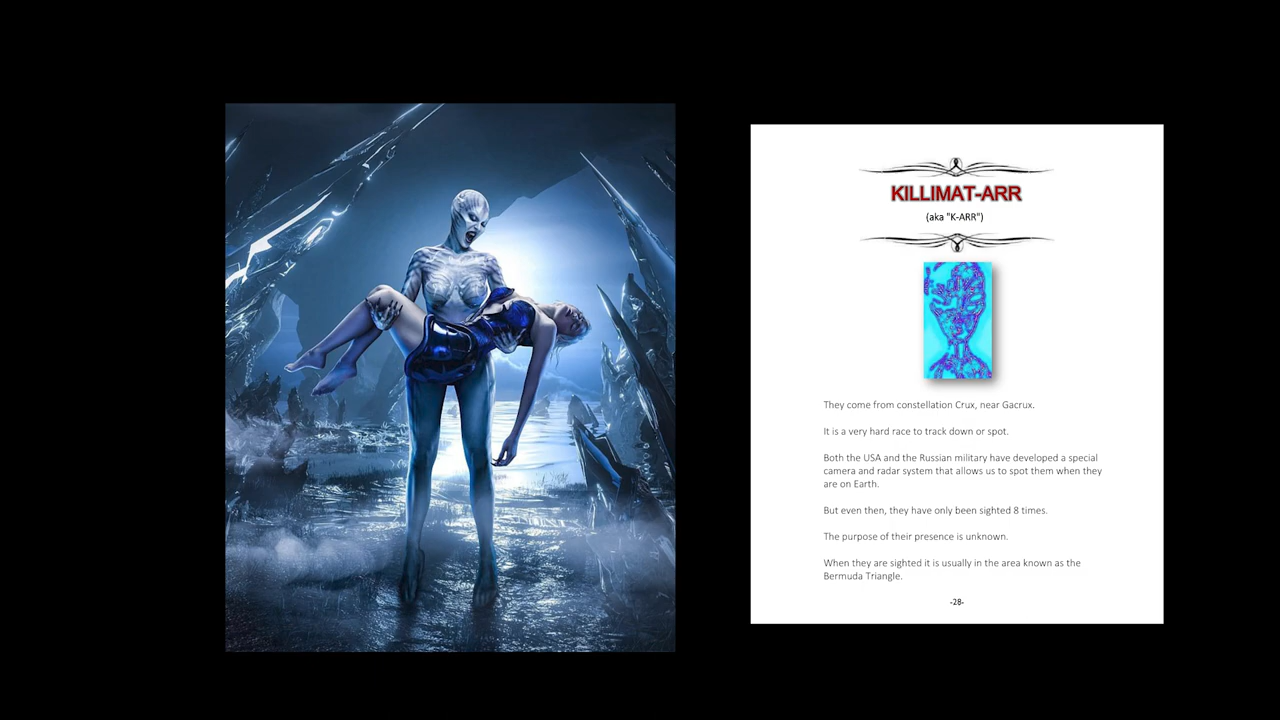 KILLIMAT-ARR
(aka "K-ARR")
They come from constellation Crux, near Gacrux.
It is a very hard race to track down or spot.
Both the USA and the Russian military have developed a special
camera and radar system that allows us to spot them when they
are on Earth.
But even then, they have only been sighted 8 times.
The purpose of their presence is unknown.
When they are sighted it is usually in the area known as the
Bermuda Triangle.
-28-